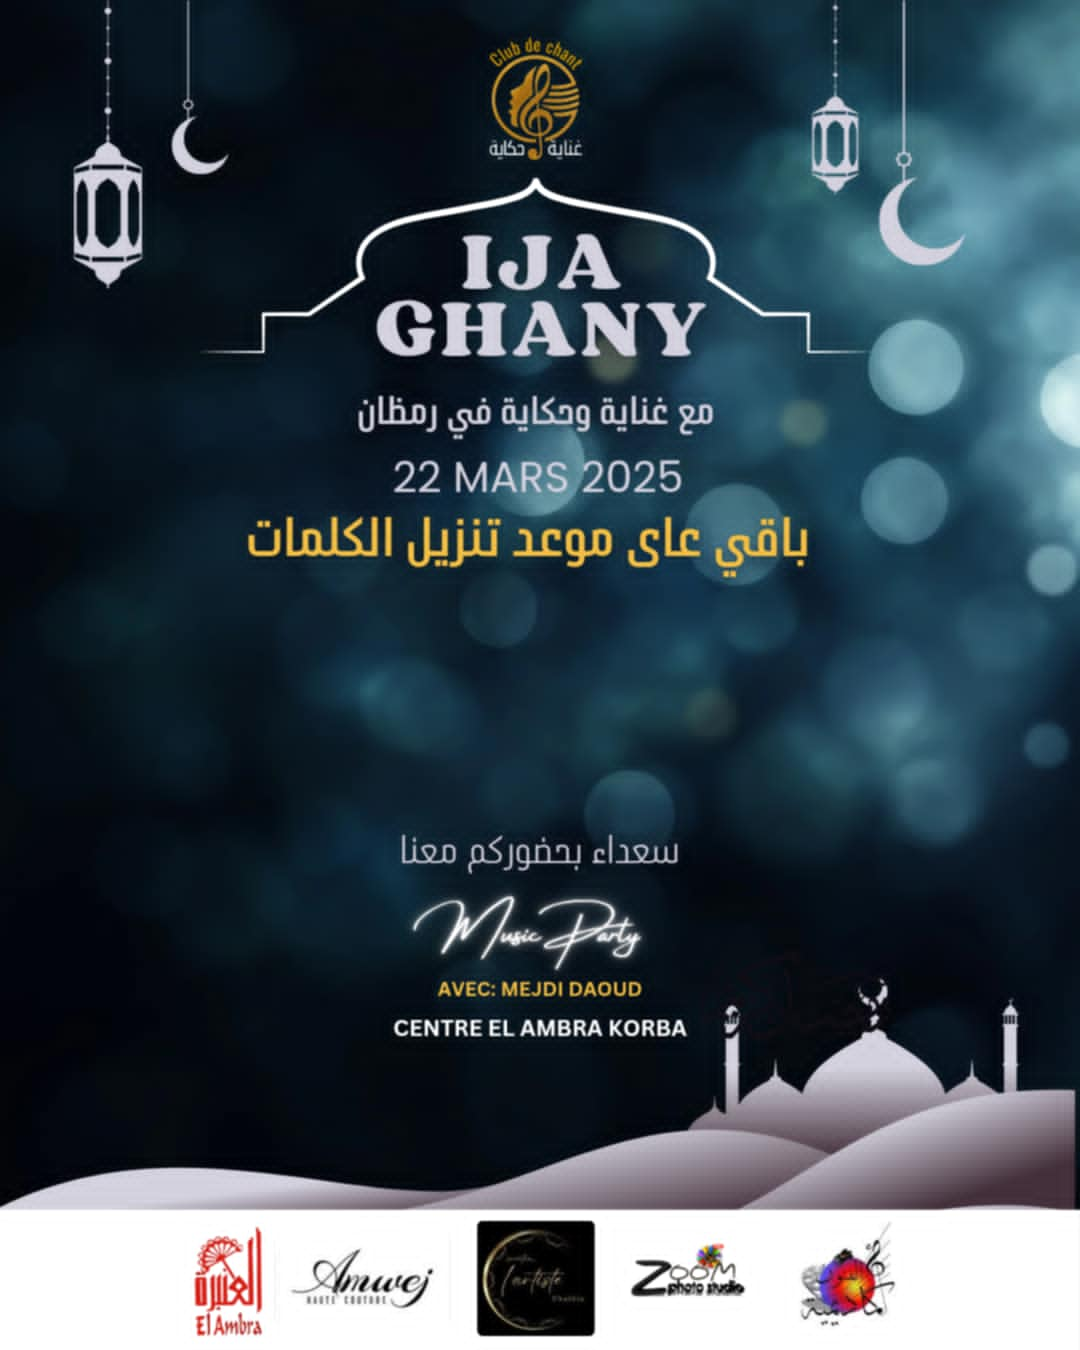 Club de chant
غناية حكاية
IJA
GHANY
مع غناية وحكاية في رمظان
22 MARS 2025
باقي عاى موعد تنزيل الكلمات
سعداء بحضوركم معنا
Music Party
AVEC: MEJDI DAOUD
CENTRE EL AMBRA KORBA
العنبرة
El Ambra
Amwej
HAUTE COUTURE
l'artiste
ZOOM
photo studio